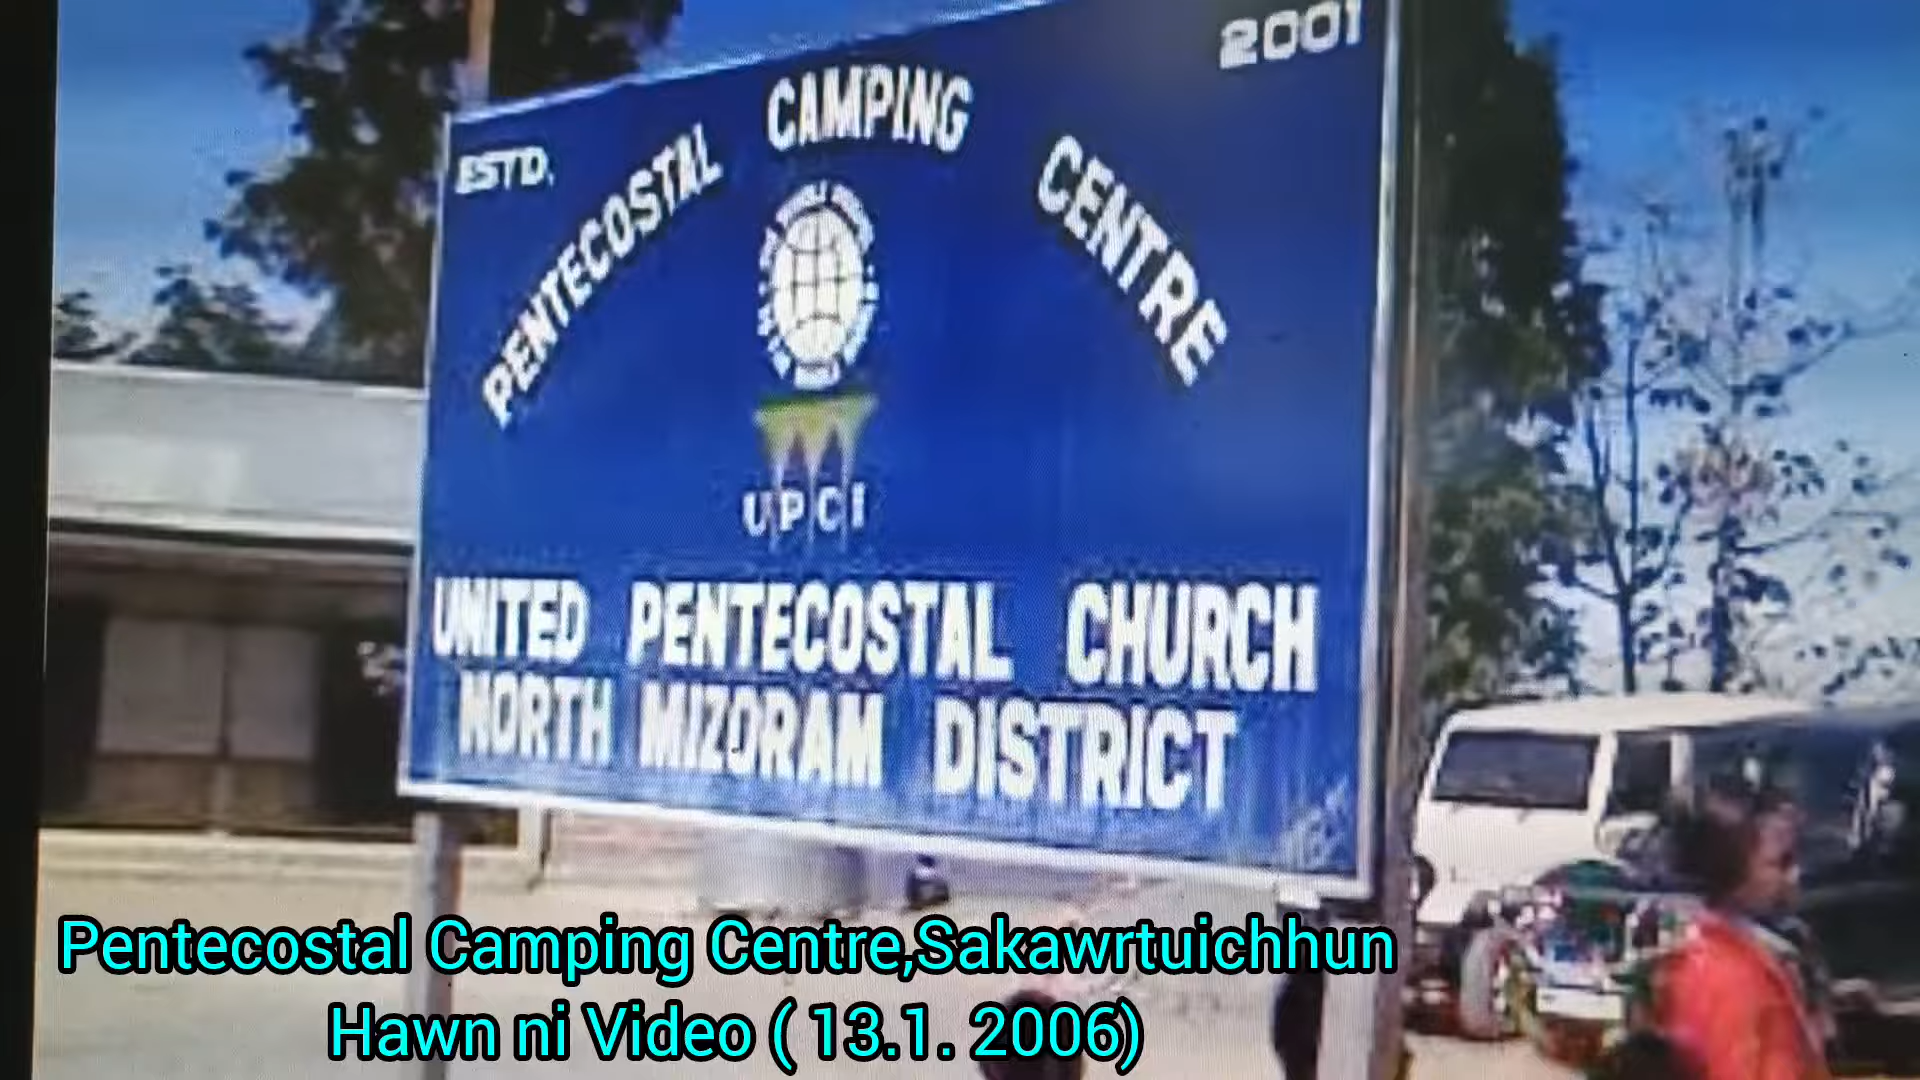 ESTD. 2001
PENTECOSTAL CAMPING CENTRE
UPCI
UNITED PENTECOSTAL CHURCH
NORTH MIZORAM DISTRICT
Pentecostal Camping Centre,Sakawrtuichhun
Hawn ni Video ( 13.1. 2006)